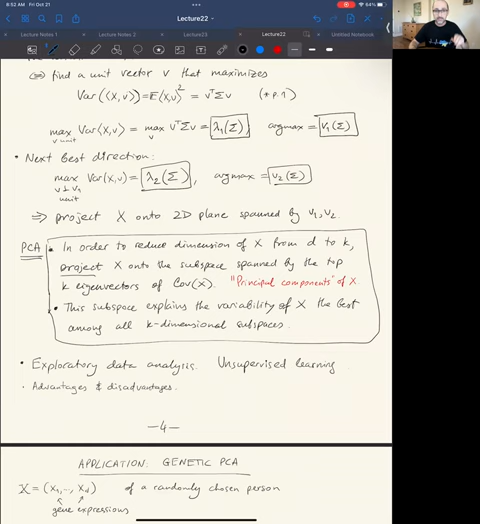 8:52 AM Fri Oct 21
64%
Lecture22
Lecture Notes 1
Lecture Notes 2
Lecture23
Lecture22
Untitled Notebook
⇔ find a unit vector v that maximizes
Var(⟨X,v⟩)=E⟨X,v⟩² = vᵀΣv (* p.1)
max Var⟨X,v⟩ = max vᵀΣv = λ₁(Σ), argmax = v₁(Σ)
v unit v
• Next best direction:
max Var⟨X,v⟩ = λ₂(Σ), argmax = v₂(Σ)
v⊥v₁
unit
⇒ project X onto 2D plane spanned by v₁,v₂.
PCA • In order to reduce dimension of X from d to k,
project X onto the subspace spanned by the top
k eigenvectors of Cov(X). "Principal components" of X
• This subspace explains the variability of X the best
among all k-dimensional subspaces.
• Exploratory data analysis. Unsupervised learning.
• Advantages & disadvantages.
—4—
APPLICATION: GENETIC PCA
X = (X₁,..,X_d) of a randomly chosen person
gene expressions